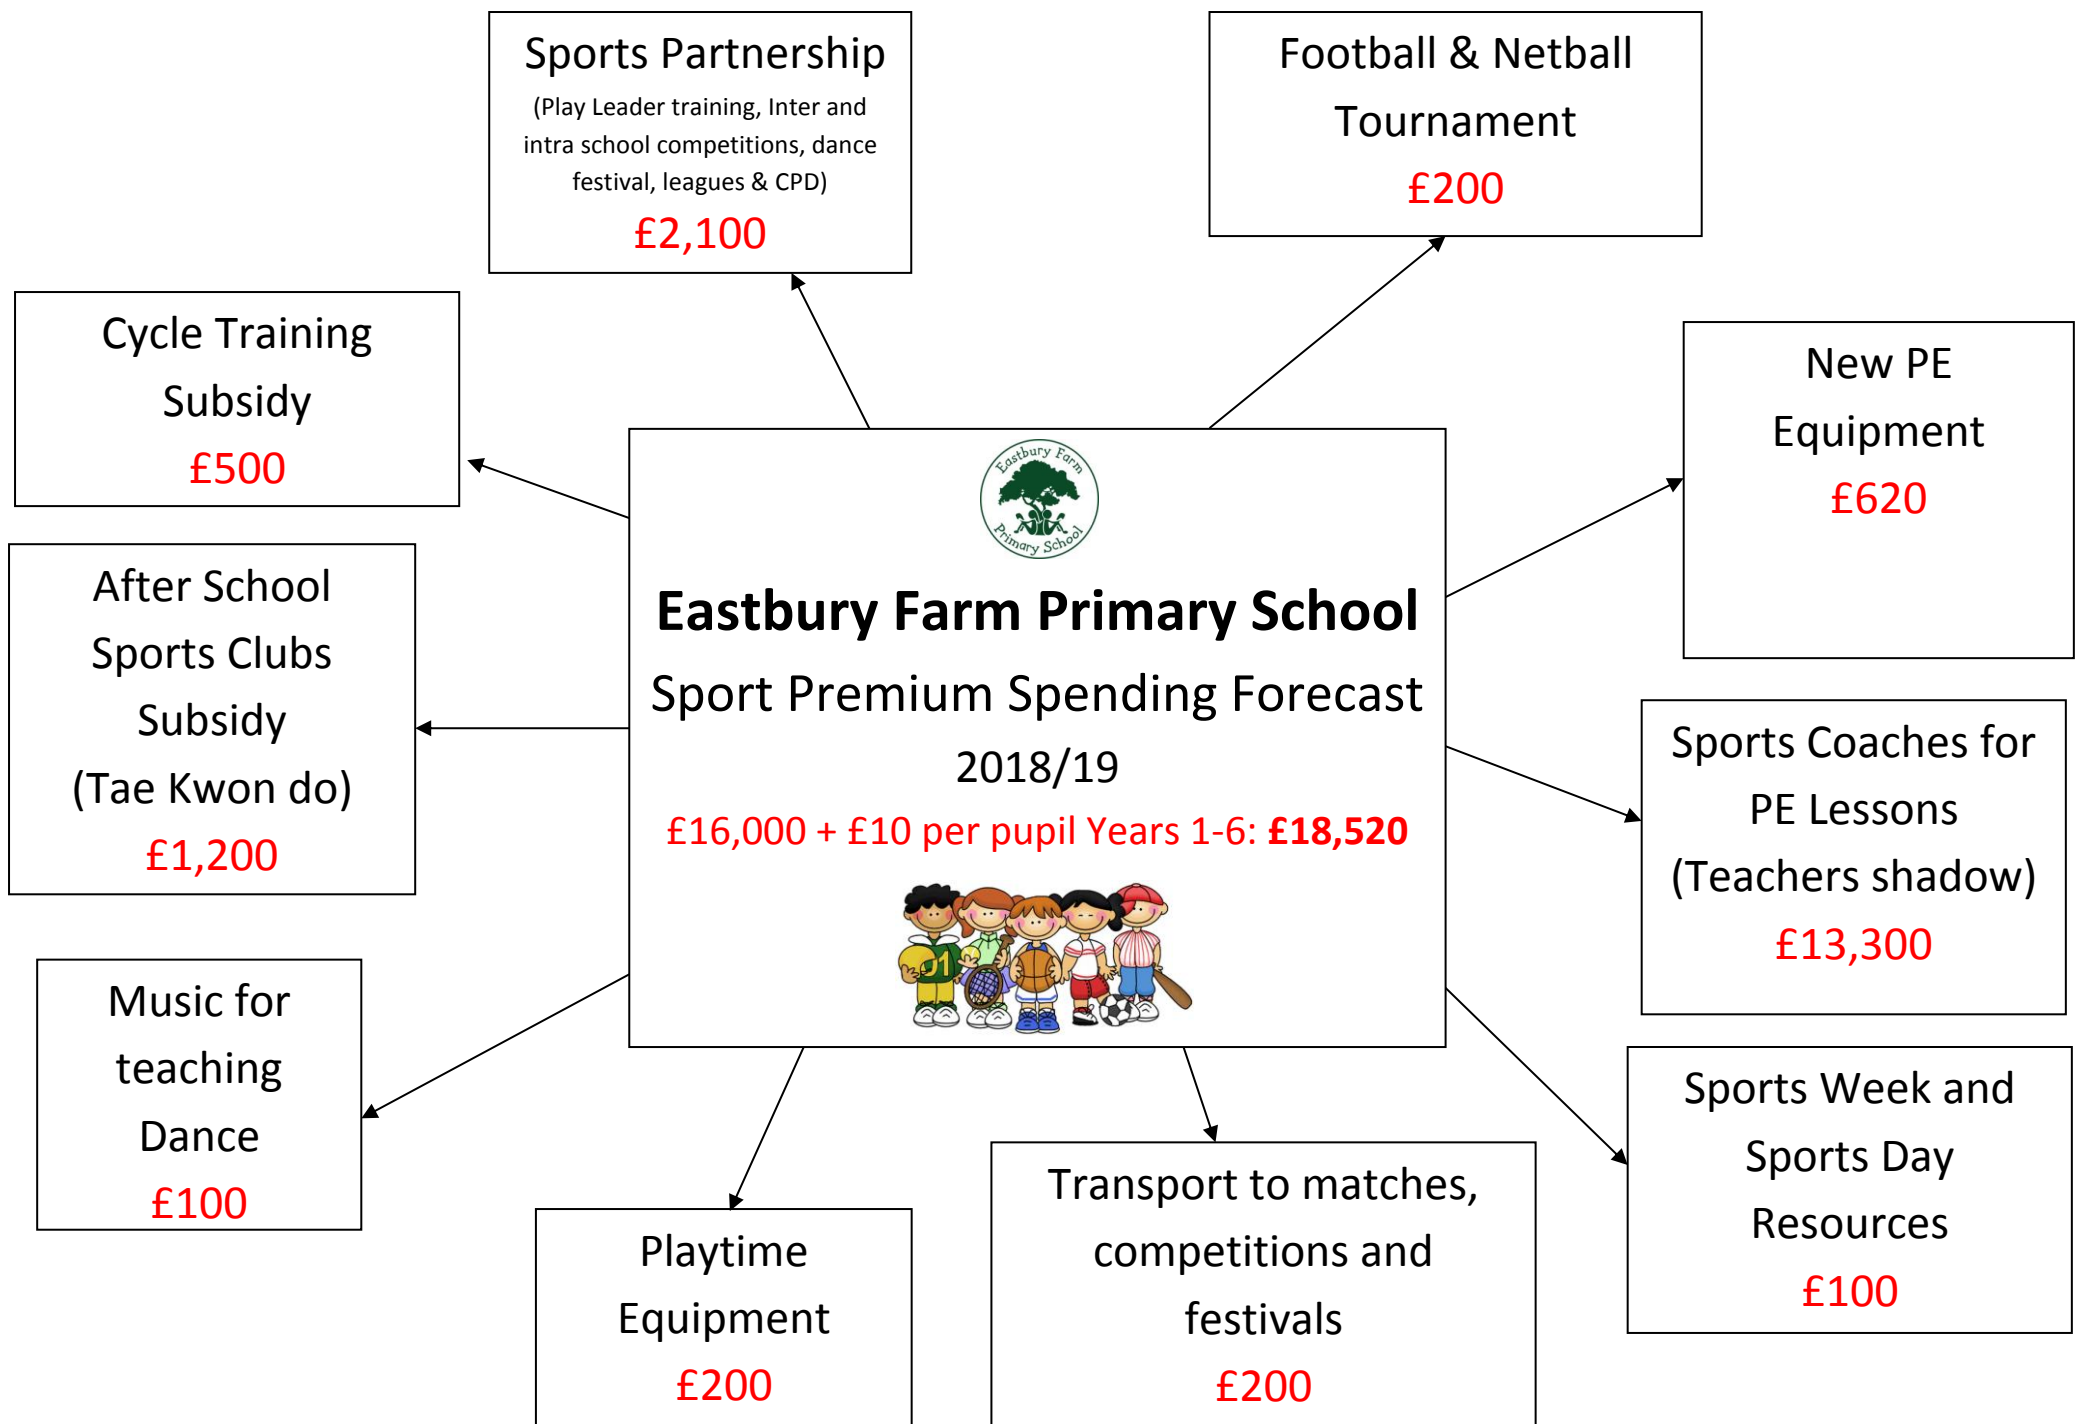 Sports Partnership
(Play Leader training, Inter and
intra school competitions, dance
festival, leagues & CPD)
£2,100
Football & Netball
Tournament
£200
Cycle Training
Subsidy
£500
New PE
Equipment
£620
After School
Sports Clubs
Subsidy
(Tae Kwon do)
£1,200
Eastbury Farm
Primary School
Eastbury Farm Primary School
Sport Premium Spending Forecast
2018/19
£16,000 + £10 per pupil Years 1-6: £18,520
01
Sports Coaches for
PE Lessons
(Teachers shadow)
£13,300
Music for
teaching
Dance
£100
Playtime
Equipment
£200
Transport to matches,
competitions and
festivals
£200
Sports Week and
Sports Day
Resources
£100